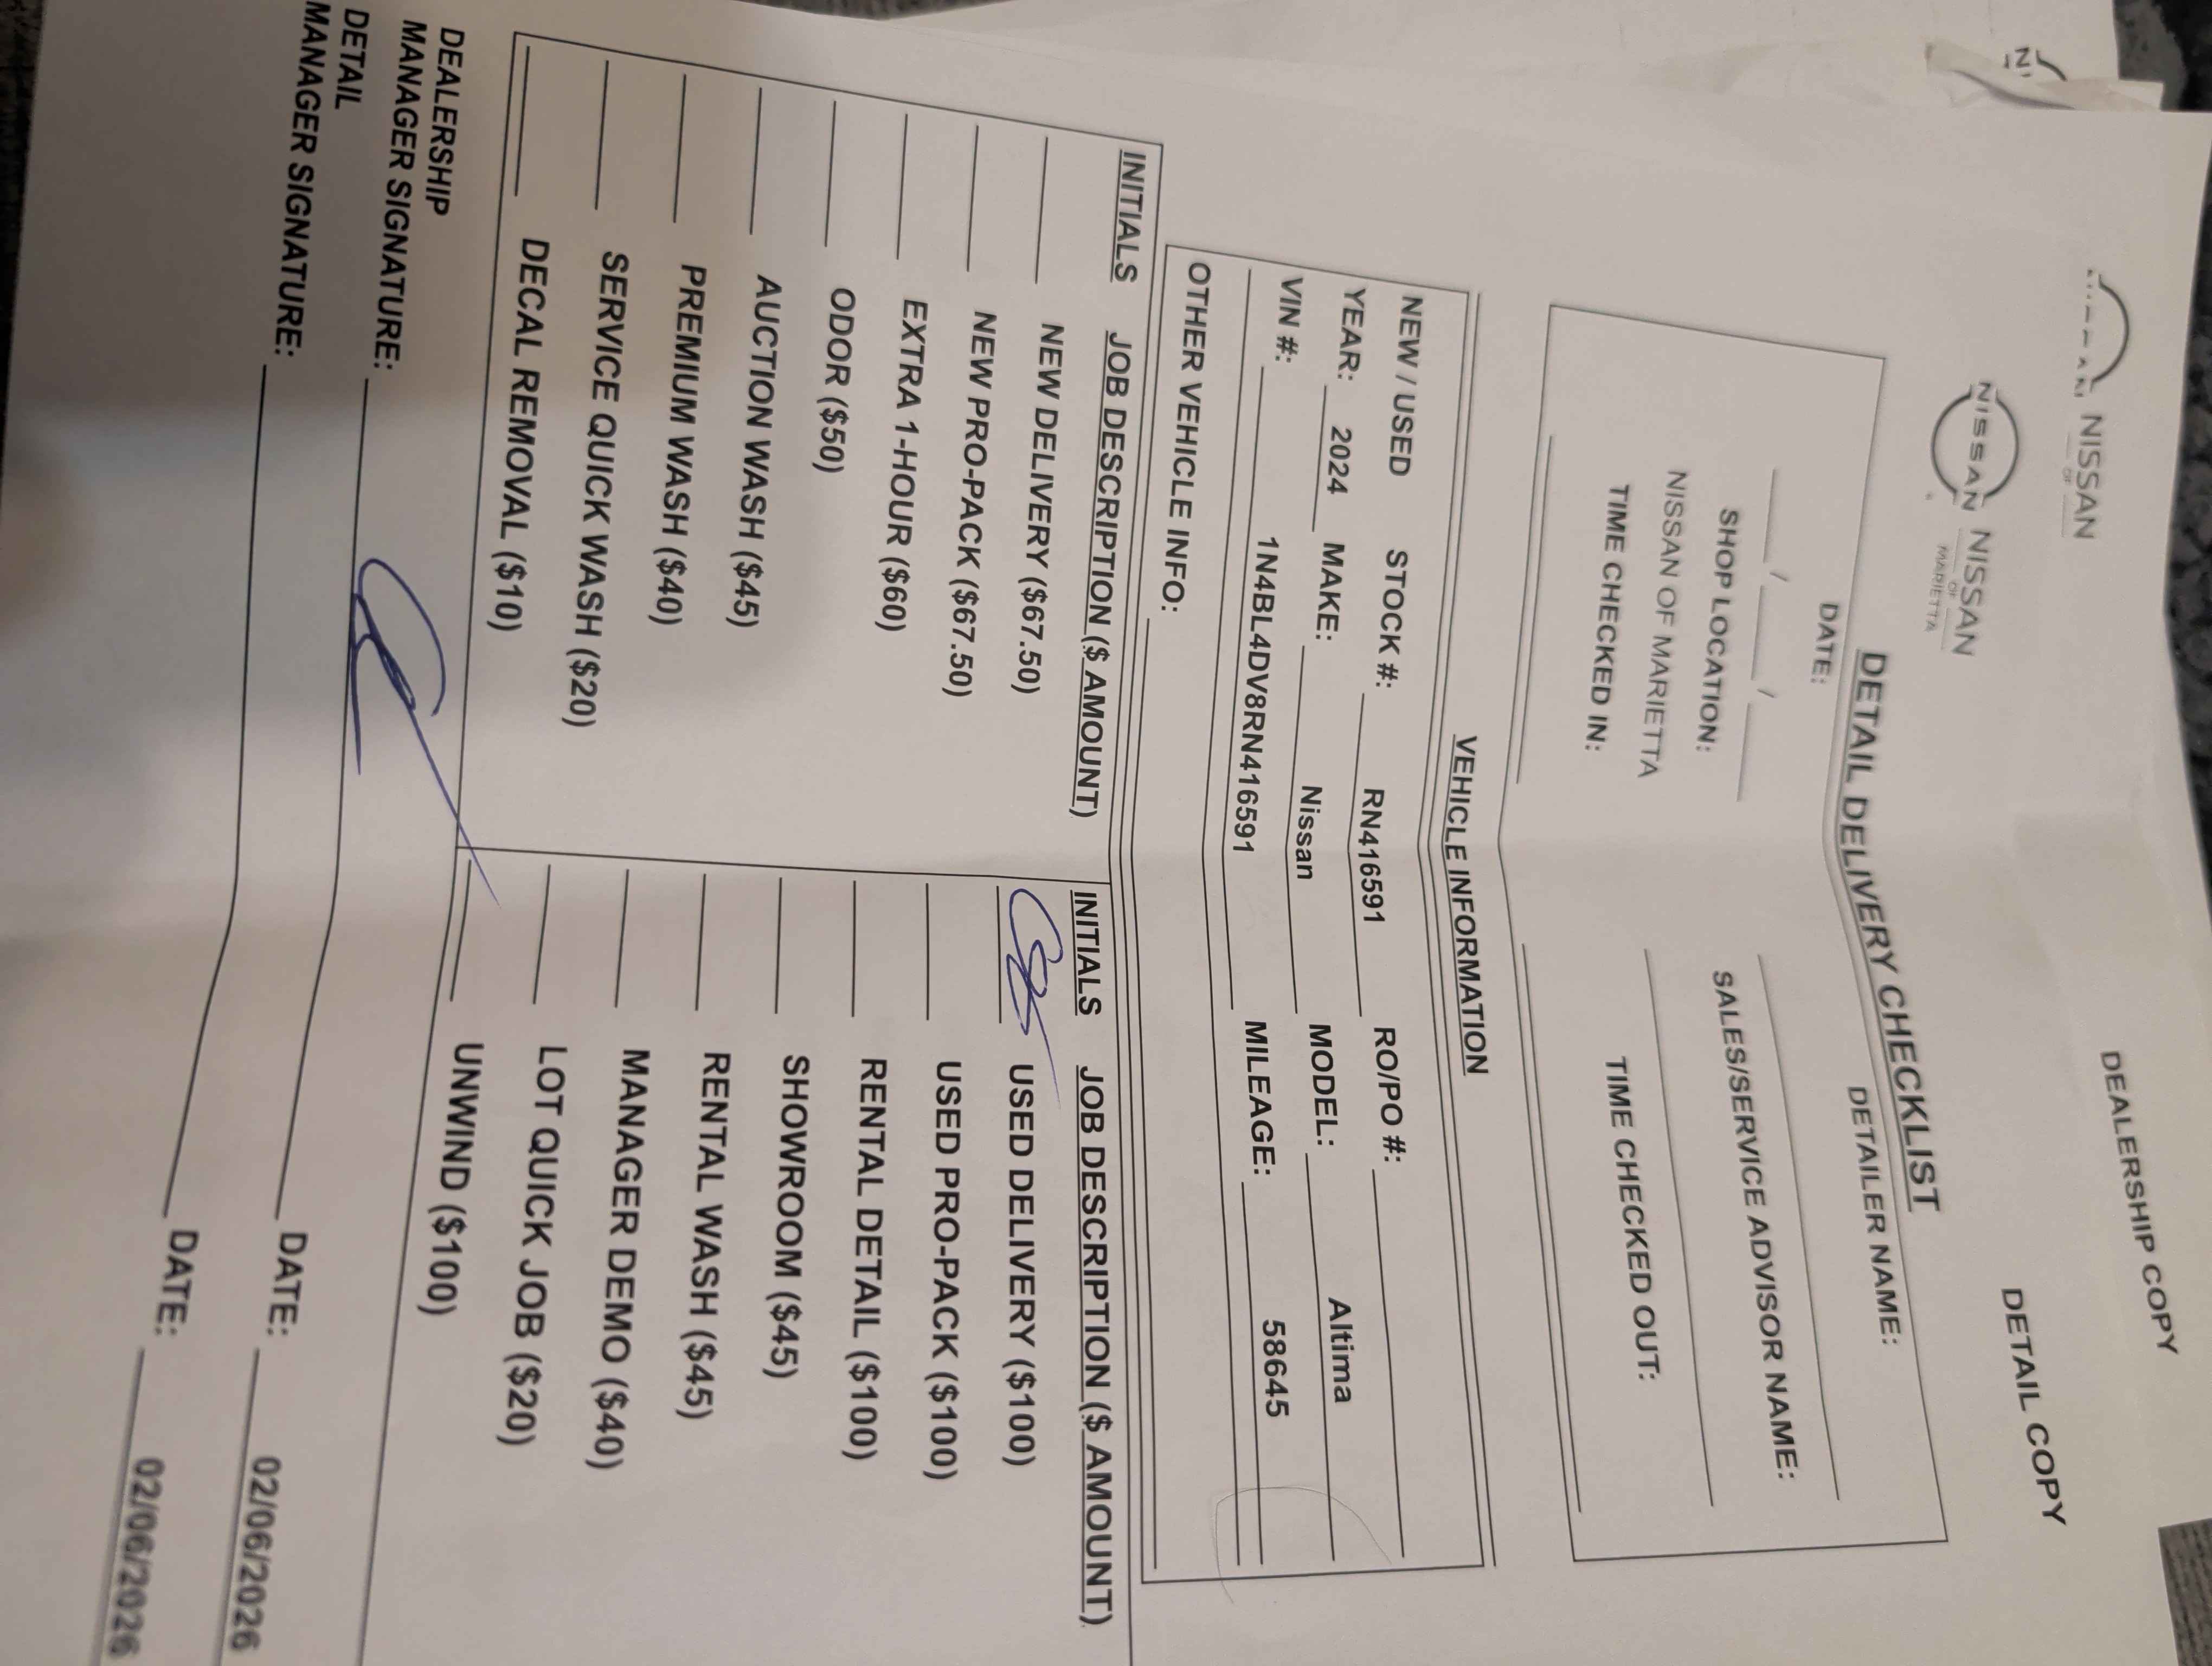 NISSAN
OF
DEALERSHIP COPY
NISSAN NISSAN
OF
MARIETTA
DETAIL COPY
DETAIL DELIVERY CHECKLIST
DATE: DETAILER NAME:
___ / ___ / ___
SHOP LOCATION: SALES/SERVICE ADVISOR NAME:
NISSAN OF MARIETTA
TIME CHECKED IN: TIME CHECKED OUT:
VEHICLE INFORMATION
NEW / USED STOCK #: RN416591 RO/PO #:
YEAR: 2024 MAKE: Nissan MODEL: Altima
VIN #: 1N4BL4DV8RN416591 MILEAGE: 58645
OTHER VEHICLE INFO:
INITIALS JOB DESCRIPTION ($ AMOUNT) INITIALS JOB DESCRIPTION ($ AMOUNT)
NEW DELIVERY ($67.50) USED DELIVERY ($100)
NEW PRO-PACK ($67.50) USED PRO-PACK ($100)
EXTRA 1-HOUR ($60) RENTAL DETAIL ($100)
ODOR ($50) SHOWROOM ($45)
AUCTION WASH ($45) RENTAL WASH ($45)
PREMIUM WASH ($40) MANAGER DEMO ($40)
SERVICE QUICK WASH ($20) LOT QUICK JOB ($20)
DECAL REMOVAL ($10) UNWIND ($100)
DEALERSHIP
MANAGER SIGNATURE: DATE: 02/06/2026
DETAIL
MANAGER SIGNATURE: DATE: 02/06/2026